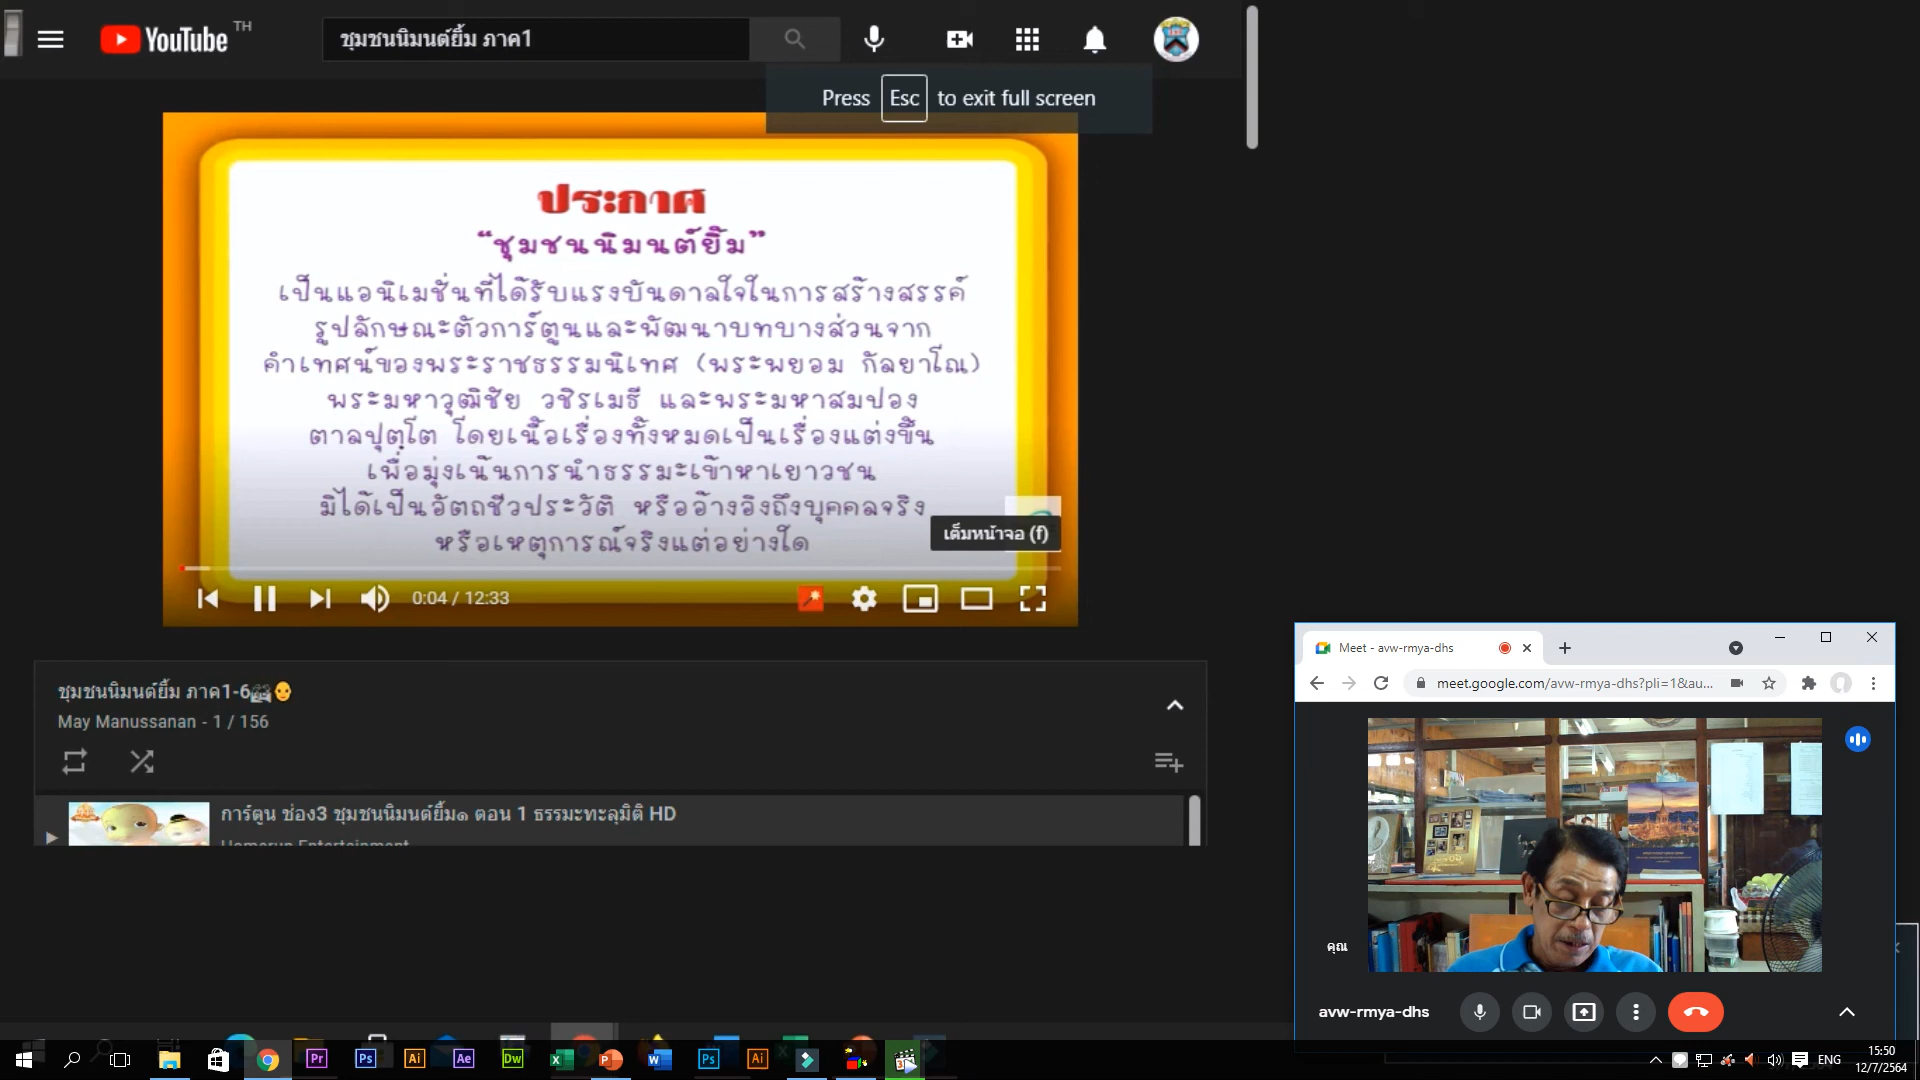 YouTube TH
ชุมชนนิมนต์ยิ้ม ภาค1
Press Esc to exit full screen
ประกาศ
“ชุมชนนิมนต์ยิ้ม”
เป็นแอนิเมชั่นที่ได้รับแรงบันดาลใจในการสร้างสรรค์
รูปลักษณะตัวการ์ตูนและพัฒนาบทบางส่วนจาก
คำเทศน์ของพระราชธรรมนิเทศ (พระพยอม กัลยาโณ)
พระมหาวุฒิชัย วชิรเมธี และพระมหาสมปอง
ตาลปุตฺโต โดยเนื้อเรื่องทั้งหมดเป็นเรื่องแต่งขึ้น
เพื่อมุ่งเน้นการนำธรรมะเข้าหาเยาวชน
มิได้เป็นอัตถชีวประวัติ หรืออ้างอิงถึงบุคคลจริง
หรือเหตุการณ์จริงแต่อย่างใด
เต็มหน้าจอ (f)
0:04 / 12:33
ชุมชนนิมนต์ยิ้ม ภาค1-6
May Manussanan - 1 / 156
การ์ตูน ช่อง3 ชุมชนนิมนต์ยิ้ม๑ ตอน 1 ธรรมะทะลุมิติ HD
Homerun Entertainment
Meet - avw-rmya-dhs
meet.google.com/avw-rmya-dhs?pli=1&au...
คุณ
avw-rmya-dhs
Pr Ps Ai Ae Dw Ps Ai
ENG
15:50
12/7/2564